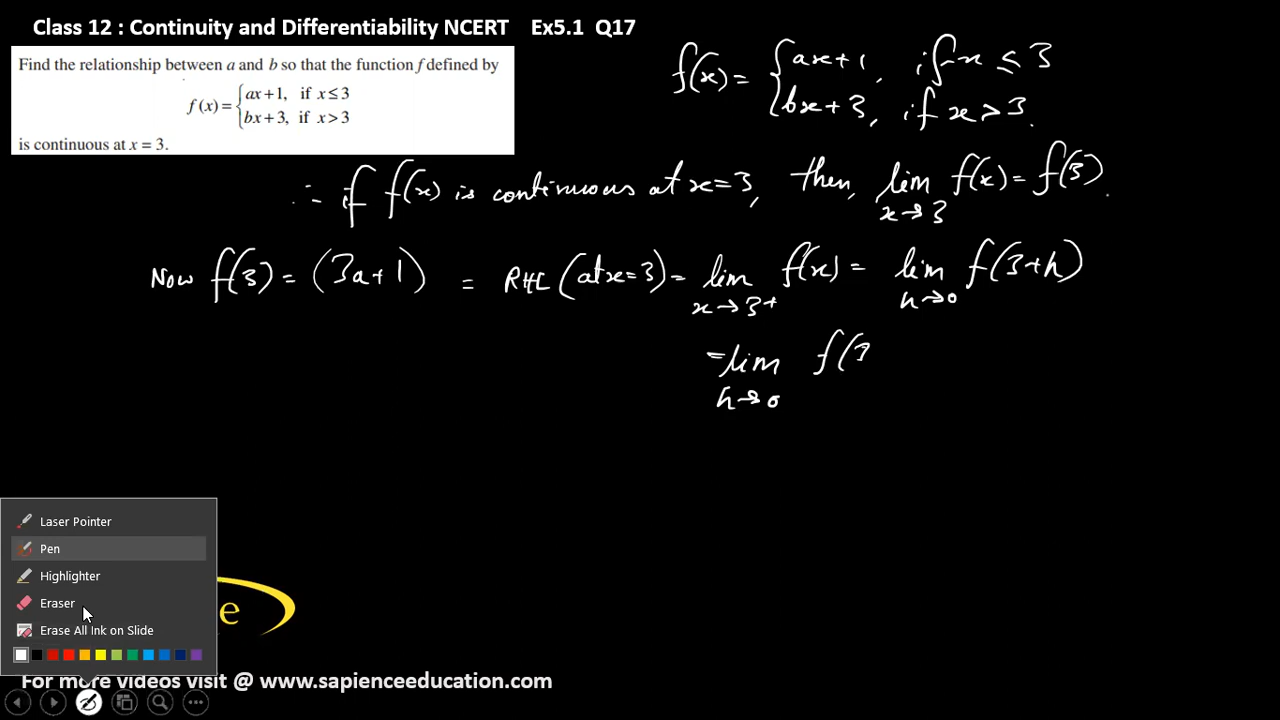 Class 12 : Continuity and Differentiability NCERT Ex5.1 Q17
Find the relationship between a and b so that the function f defined by
f (x) = { ax + 1, if x ≤ 3
bx + 3, if x > 3
is continuous at x = 3.
f(x) = { ax + 1, if x ≤ 3
bx + 3, if x > 3.
∴ if f(x) is continuous at x = 3, then, lim x→3 f(x) = f(3).
Now f(3) = (3a + 1) = RHL (at x = 3) = lim x→3+ f(x) = lim h→0 f(3+h)
= lim h→0 f(3
Laser Pointer
Pen
Highlighter
Eraser
Erase All Ink on Slide
e
For more videos visit @ www.sapienceeducation.com